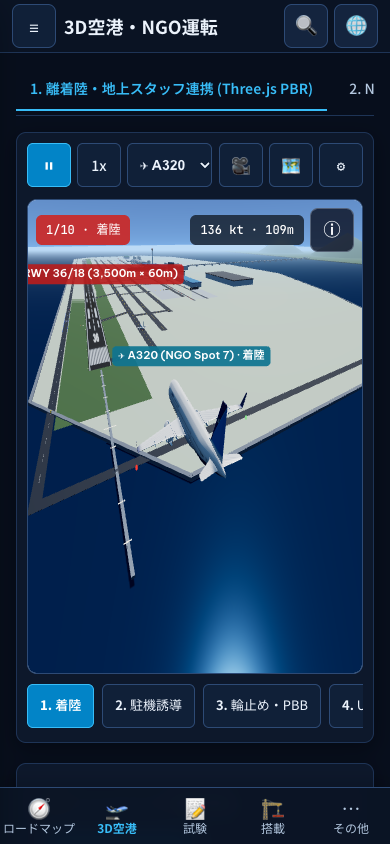 ≡ 3D空港・NGO運転
1. 離着陸・地上スタッフ連携 (Three.js PBR) 2. N
1x ✈ A320
1/10 · 着陸 136 kt · 109m ⓘ
RWY 36/18 (3,500m × 60m)
✈ A320 (NGO Spot 7) · 着陸
1. 着陸 2. 駐機誘導 3. 輪止め・PBB 4. U
ロードマップ 3D空港 試験 搭載 その他